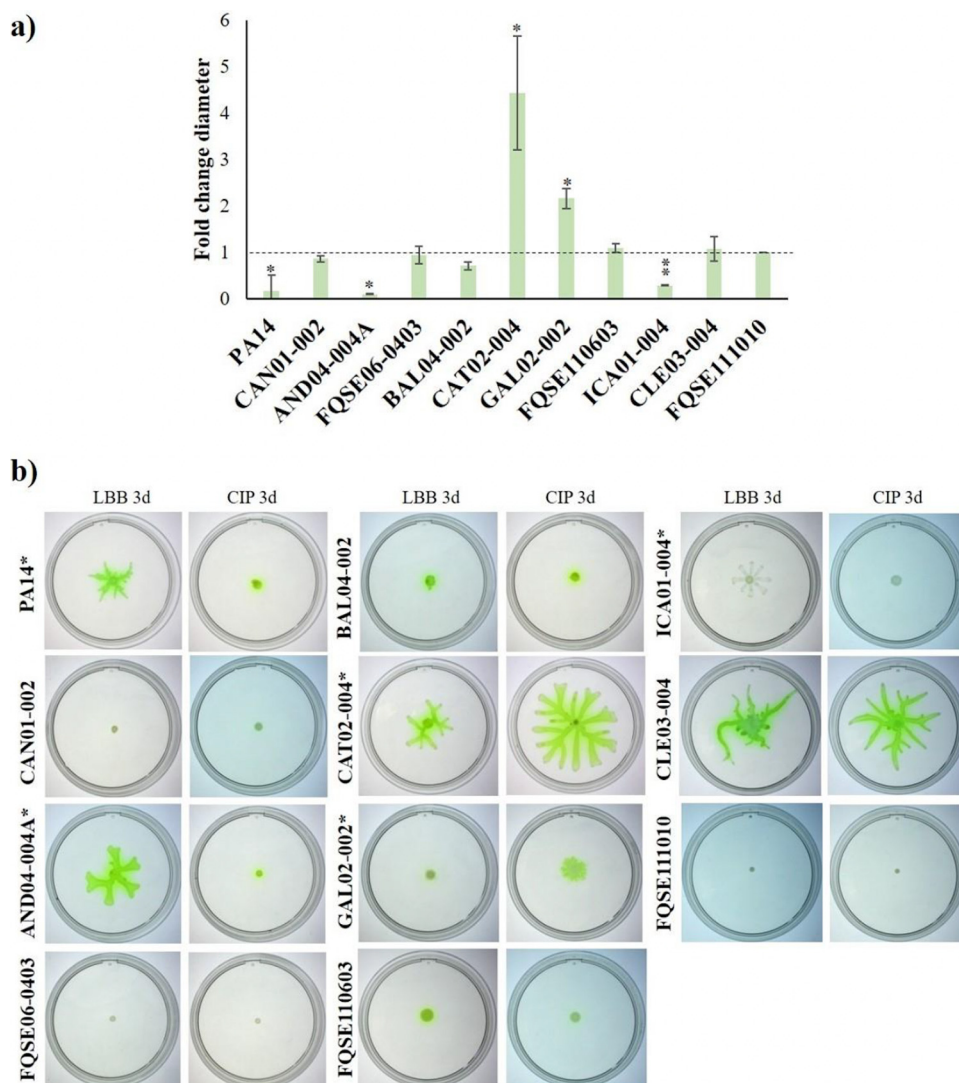 a)
Fold change diameter
6
5
4
3
2
1
0
*
*
*
*
**
PA14
CAN01-002
AND04-004A
FQSE06-0403
BAL04-002
CAT02-004
GAL02-002
FQSE110603
ICA01-004
CLE03-004
FQSE111010
b)
LBB 3d CIP 3d LBB 3d CIP 3d LBB 3d CIP 3d
PA14* BAL04-002 ICA01-004*
CAN01-002 CAT02-004* CLE03-004
AND04-004A* GAL02-002* FQSE111010
FQSE06-0403 FQSE110603